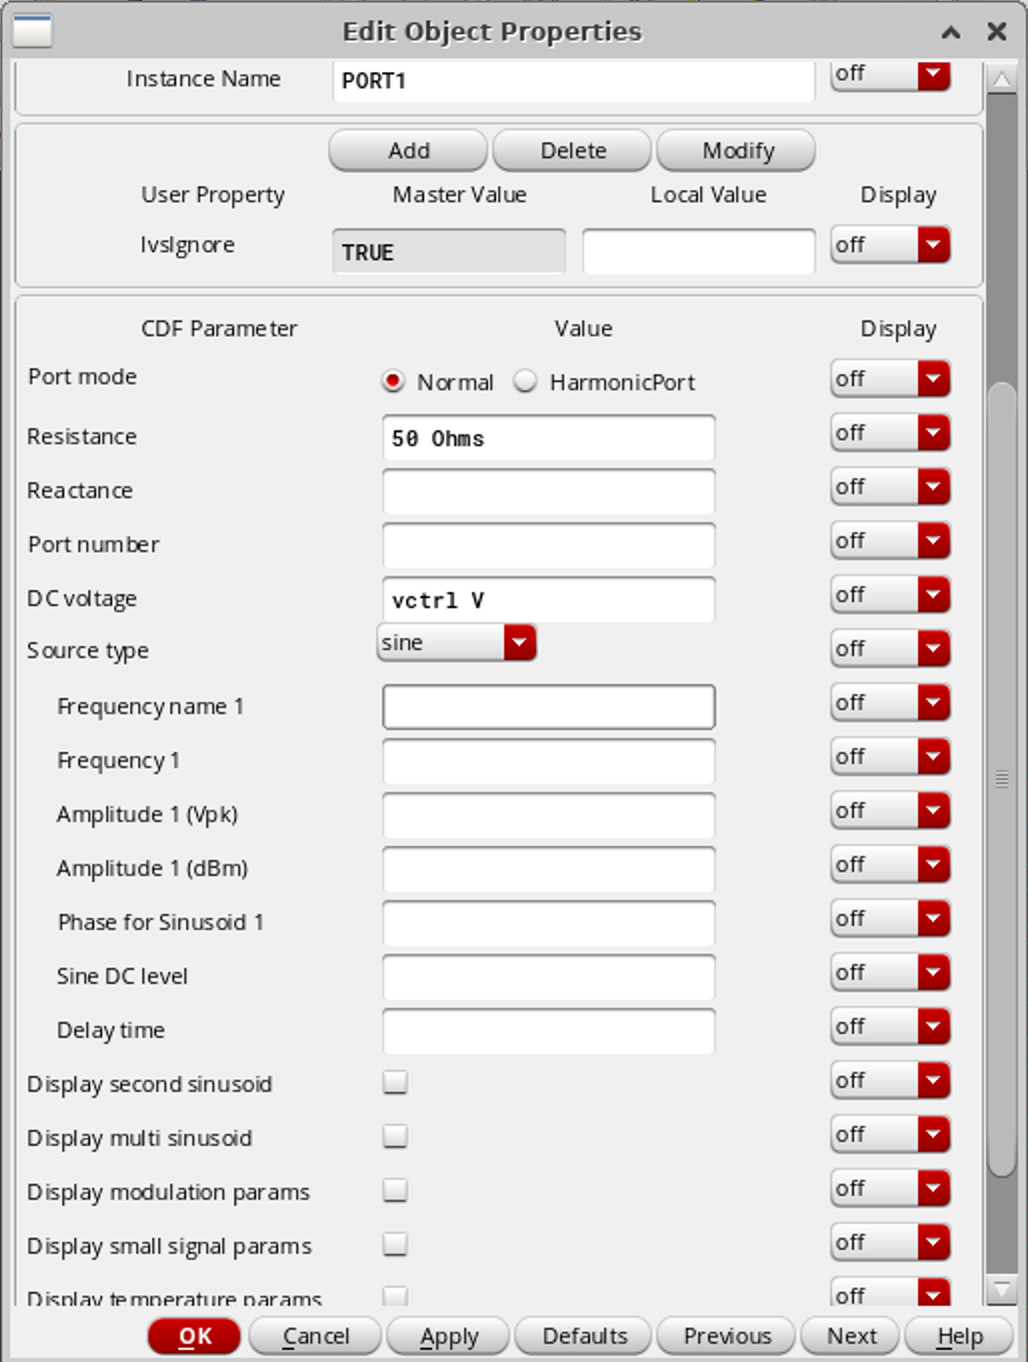 Edit Object Properties
Instance Name PORT1 off
Add Delete Modify
User Property Master Value Local Value Display
lvsIgnore TRUE off
CDF Parameter Value Display
Port mode Normal HarmonicPort off
Resistance 50 Ohms off
Reactance off
Port number off
DC voltage vctrl V off
Source type sine off
Frequency name 1 off
Frequency 1 off
Amplitude 1 (Vpk) off
Amplitude 1 (dBm) off
Phase for Sinusoid 1 off
Sine DC level off
Delay time off
Display second sinusoid off
Display multi sinusoid off
Display modulation params off
Display small signal params off
Display temperature params off
OK Cancel Apply Defaults Previous Next Help